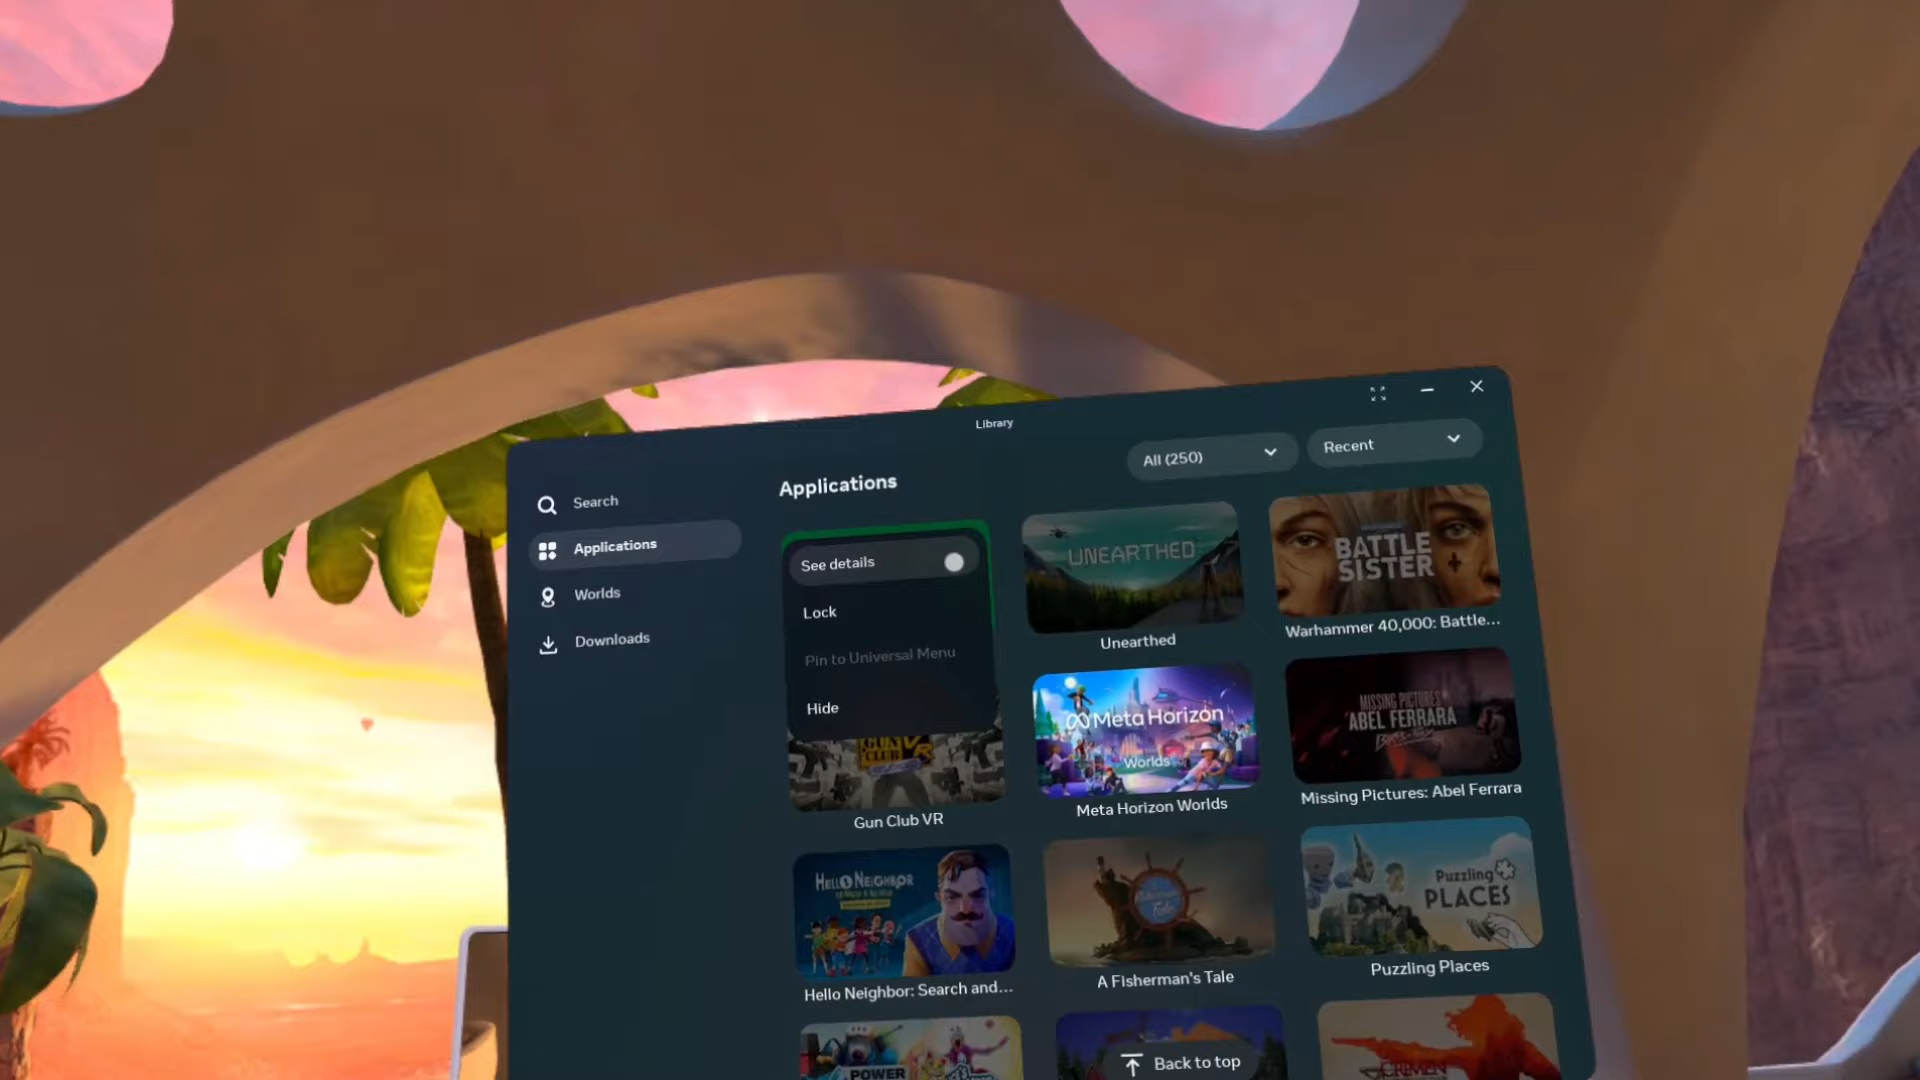 Library
All (250)
Recent
Search
Applications
Worlds
Downloads
Applications
See details
Lock
Pin to Universal Menu
Hide
UNEARTHED
Unearthed
BATTLE
SISTER
Warhammer 40,000: Battle...
Gun Club VR
Meta Horizon
Worlds
Meta Horizon Worlds
MISSING PICTURES
ABEL FERRARA
Missing Pictures: Abel Ferrara
HELLO NEIGHBOR
Hello Neighbor: Search and...
A Fisherman's Tale
Puzzling
PLACES
Puzzling Places
POWER
Back to top